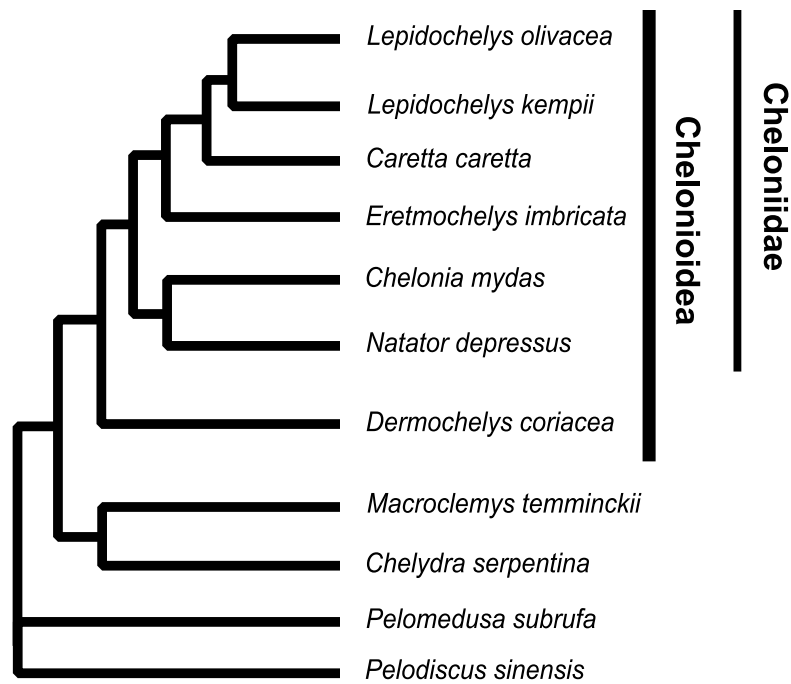 Lepidochelys olivacea
Lepidochelys kempii
Caretta caretta
Eretmochelys imbricata
Chelonia mydas
Natator depressus
Dermochelys coriacea
Macroclemys temminckii
Chelydra serpentina
Pelomedusa subrufa
Pelodiscus sinensis
Chelonioidea
Cheloniidae